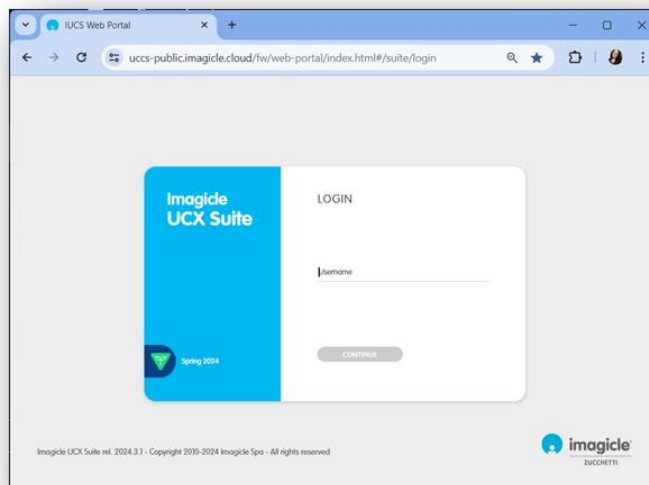 IUCS Web Portal
uccs-public.imagicle.cloud/fw/web-portal/index.html#/suite/login
Imagicle
UCX Suite
LOGIN
Username
CONTINUE
Spring 2024
Imagicle UCX Suite rel. 2024.3.1 - Copyright 2010-2024 Imagicle Spa - All rights reserved
imagicle
ZUCCHETTI